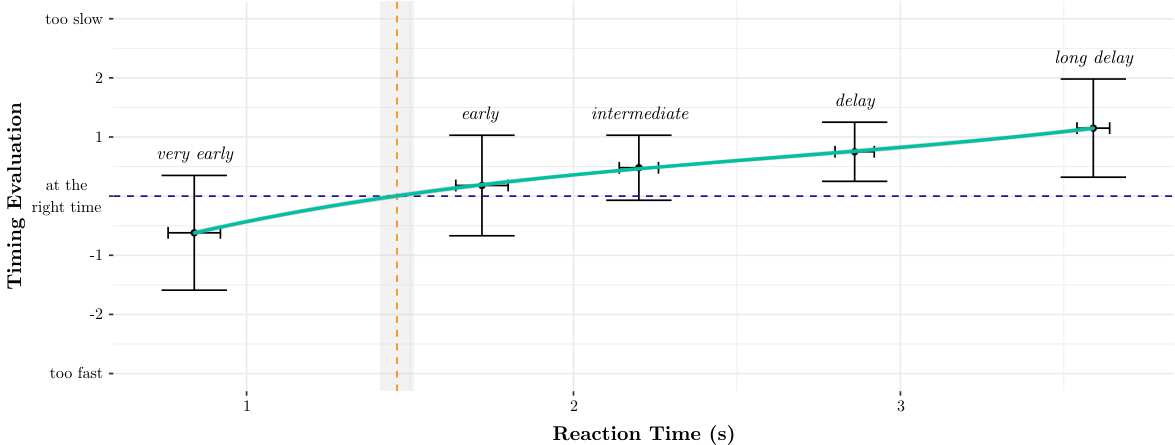 too slow
2
1
at the
right time
-1
-2
too fast
Timing Evaluation
very early
early
intermediate
delay
long delay
1
2
3
Reaction Time (s)